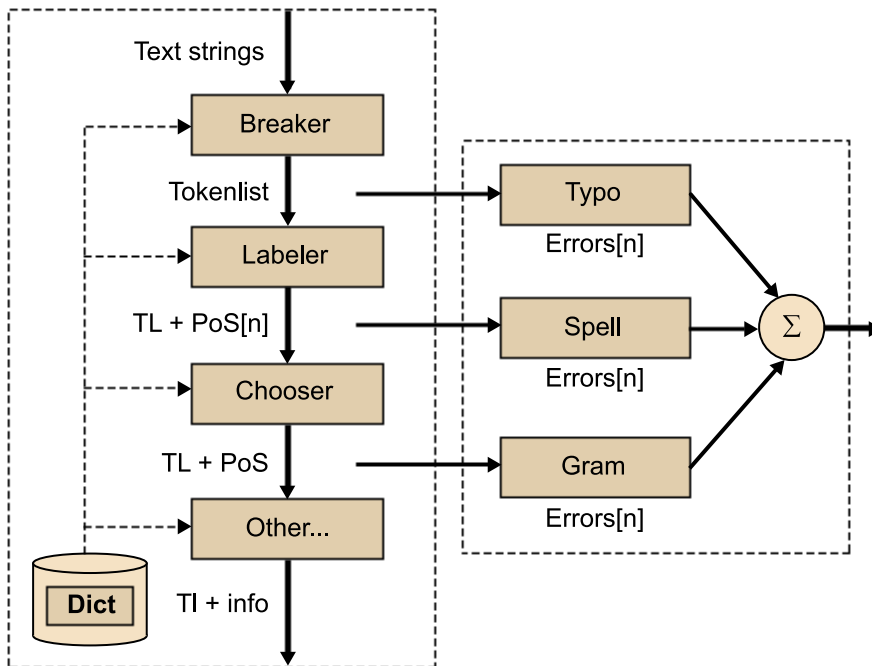 Text strings
Breaker
Tokenlist
Typo
Errors[n]
Labeler
TL + PoS[n]
Spell
Σ
Errors[n]
Chooser
TL + PoS
Gram
Errors[n]
Other...
Dict
Tl + info